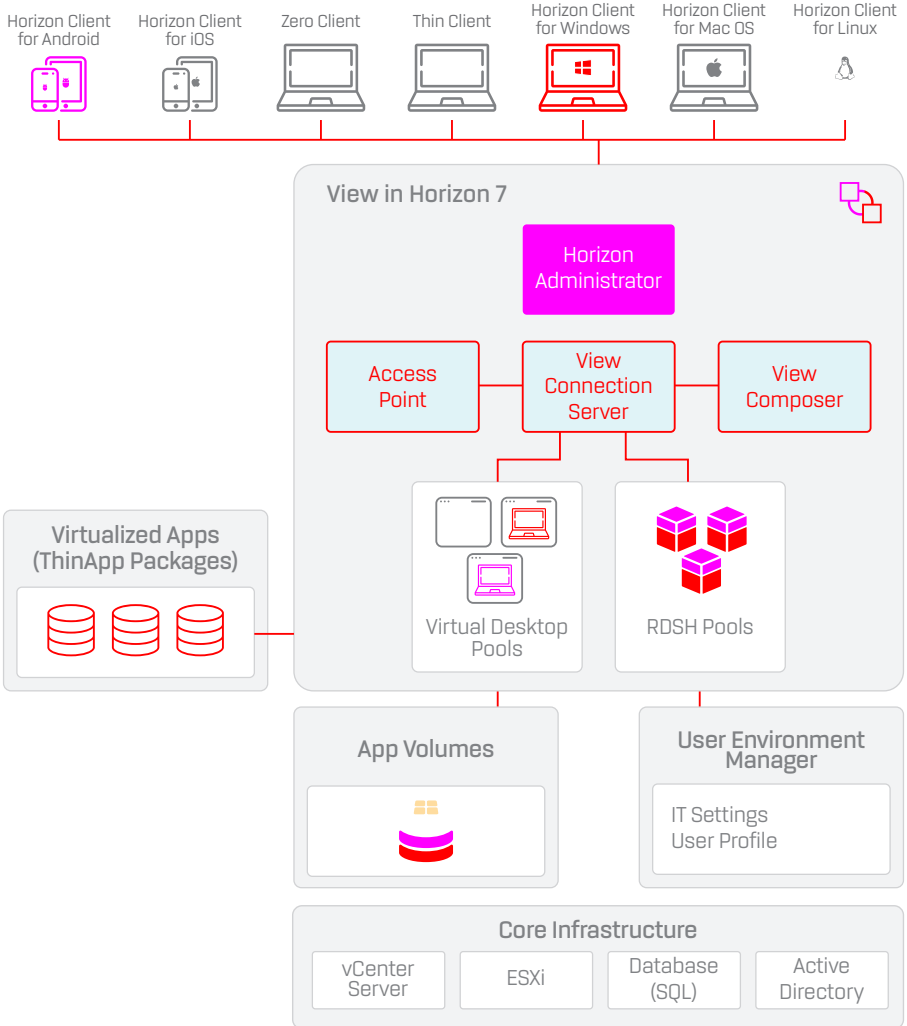 Horizon Client
for Android
Horizon Client
for iOS
Zero Client
Thin Client
Horizon Client
for Windows
Horizon Client
for Mac OS
Horizon Client
for Linux
View in Horizon 7
Horizon
Administrator
Access
Point
View
Connection
Server
View
Composer
Virtualized Apps
(ThinApp Packages)
Virtual Desktop
Pools
RDSH Pools
App Volumes
User Environment
Manager
IT Settings
User Profile
Core Infrastructure
vCenter
Server
ESXi
Database
(SQL)
Active
Directory